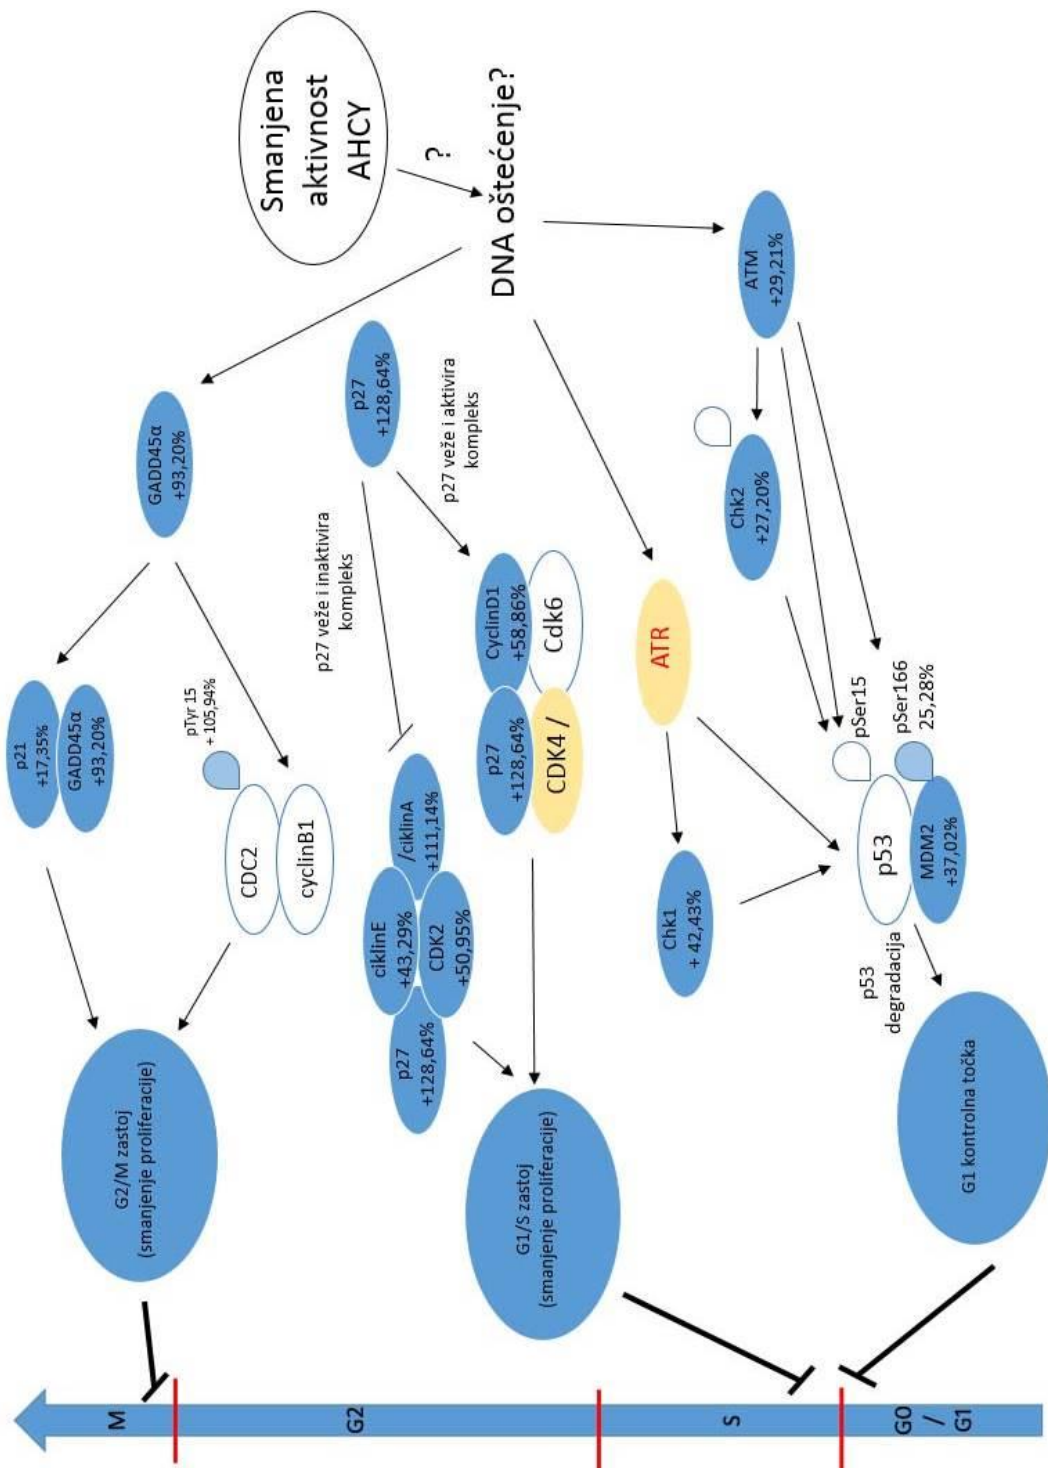 Smanjena
aktivnost
AHCY
?
DNA oštećenje?
GADD45α
+93,20%
p21
+17,35%
GADD45α
+93,20%
pTyr 15
+ 105,94%
CDC2
cyclinB1
G2/M zastoj
(smanjenje proliferacije)
p27
+128,64%
p27 veže i inaktivira
kompleks
p27 veže i aktivira
kompleks
ciklinE
+43,29%
/ciklinA
+111,14%
CDK2
+50,95%
p27
+128,64%
CyclinD1
+58,86%
Cdk6
p27
+128,64%
CDK4 /
G1/S zastoj
(smanjenje proliferacije)
ATR
Chk1
+ 42,43%
ATM
+29,21%
Chk2
+27,20%
pSer15
pSer166
25,28%
p53
MDM2
+37,02%
p53
degradacija
G1 kontrolna točka
G0
/
G1
S
G2
M